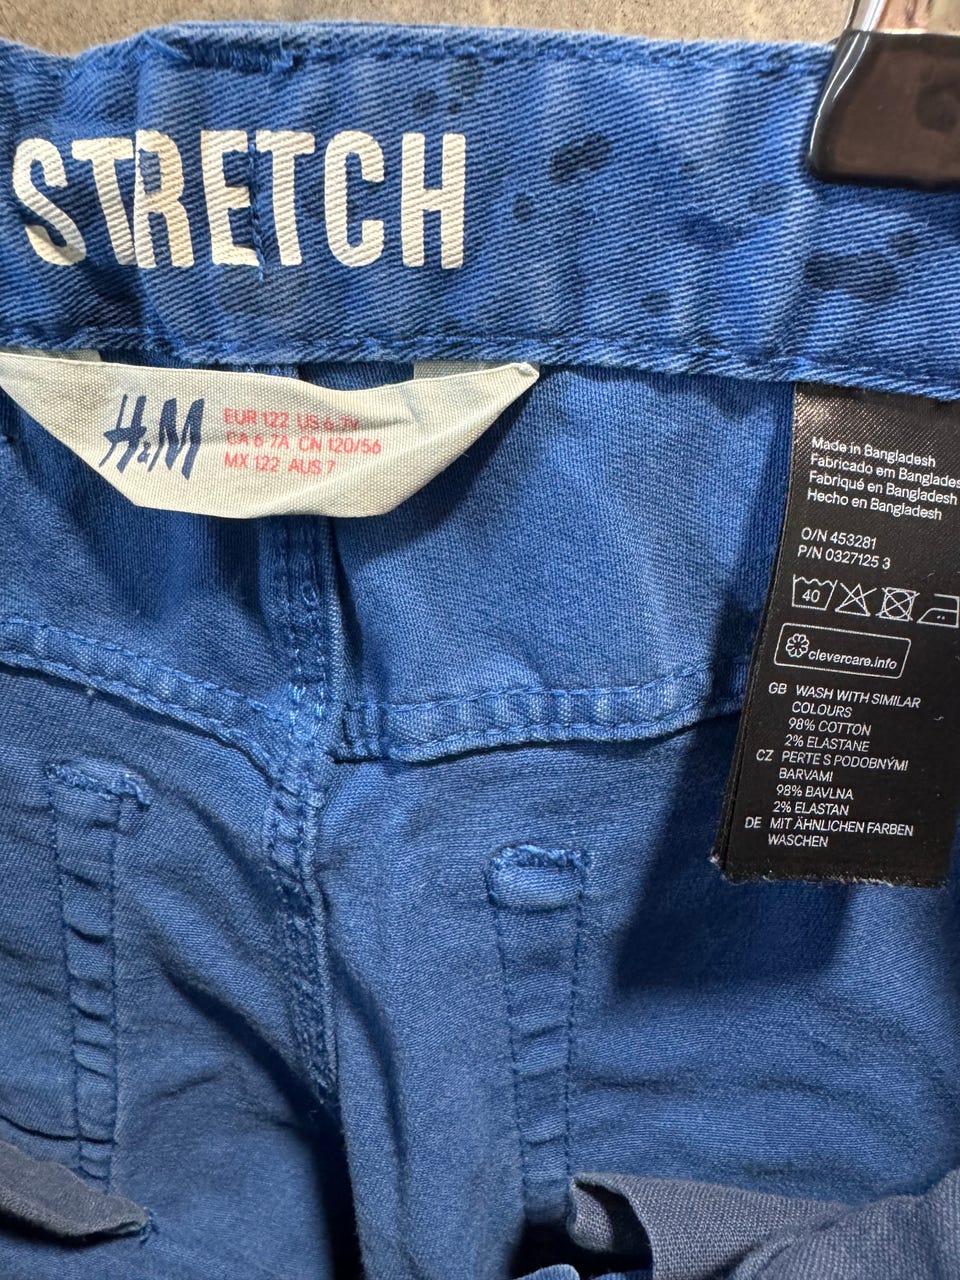 STRETCH
H&M
EUR 122 US 6-7Y
CA 6-7A CN 120/56
MX 122 AUS 7
Made in Bangladesh
Fabricado em Banglades
Fabriqué en Bangladesh
Hecho en Bangladesh
O/N 453281
P/N 0327125 3
40
clevercare.info
GB WASH WITH SIMILAR
COLOURS
98% COTTON
2% ELASTANE
CZ PERTE S PODOBNÝMI
BARVAMI
98% BAVLNA
2% ELASTAN
DE MIT ÄHNLICHEN FARBEN
WASCHEN